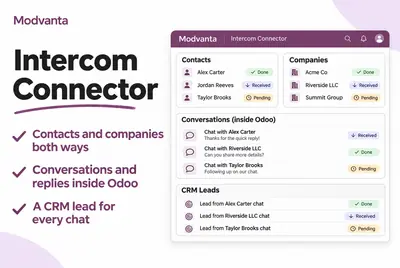 Modvanta
Intercom
Connector
Contacts and companies
both ways
Conversations and
replies inside Odoo
A CRM lead for
every chat
Modvanta
Intercom Connector
Contacts
Alex Carter
Done
Jordan Reeves
Received
Taylor Brooks
Pending
Companies
Acme Co
Done
Riverside LLC
Received
Summit Group
Pending
Conversations (inside Odoo)
Chat with Alex Carter
Thanks for the quick reply!
Received
Chat with Riverside LLC
Can you share more details?
Done
Chat with Taylor Brooks
Following up on our chat.
Pending
CRM Leads
Lead from Alex Carter chat
Done
Lead from Riverside LLC chat
Received
Lead from Taylor Brooks chat
Pending